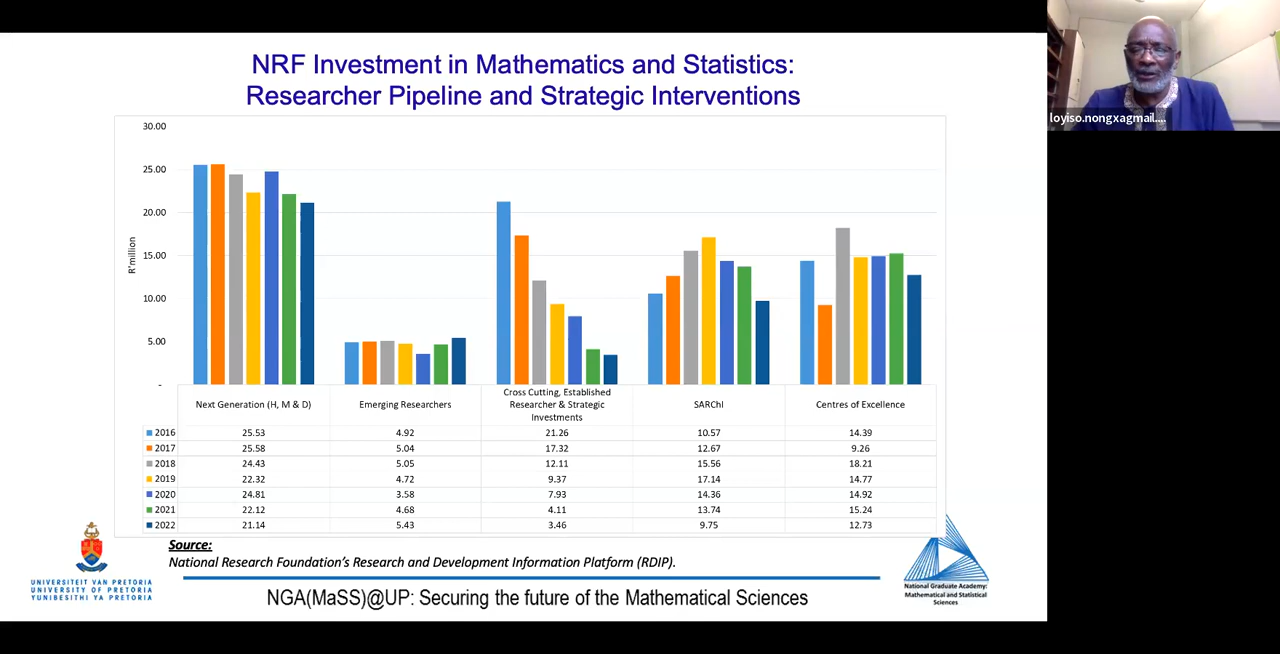 NRF Investment in Mathematics and Statistics:
Researcher Pipeline and Strategic Interventions
loyiso.nongxagmail....
30.00
25.00
20.00
15.00
10.00
5.00
-
R'million
Next Generation (H, M & D)
Emerging Researchers
Cross Cutting, Established
Researcher & Strategic
Investments
SARChI
Centres of Excellence
2016 25.53 4.92 21.26 10.57 14.39
2017 25.58 5.04 17.32 12.67 9.26
2018 24.43 5.05 12.11 15.56 18.21
2019 22.32 4.72 9.37 17.14 14.77
2020 24.81 3.58 7.93 14.36 14.92
2021 22.12 4.68 4.11 13.74 15.24
2022 21.14 5.43 3.46 9.75 12.73
Source:
National Research Foundation's Research and Development Information Platform (RDIP).
UNIVERSITEIT VAN PRETORIA
UNIVERSITY OF PRETORIA
YUNIBESITHI YA PRETORIA
NGA(MaSS)@UP: Securing the future of the Mathematical Sciences
National Graduate Academy:
Mathematical and Statistical
Sciences